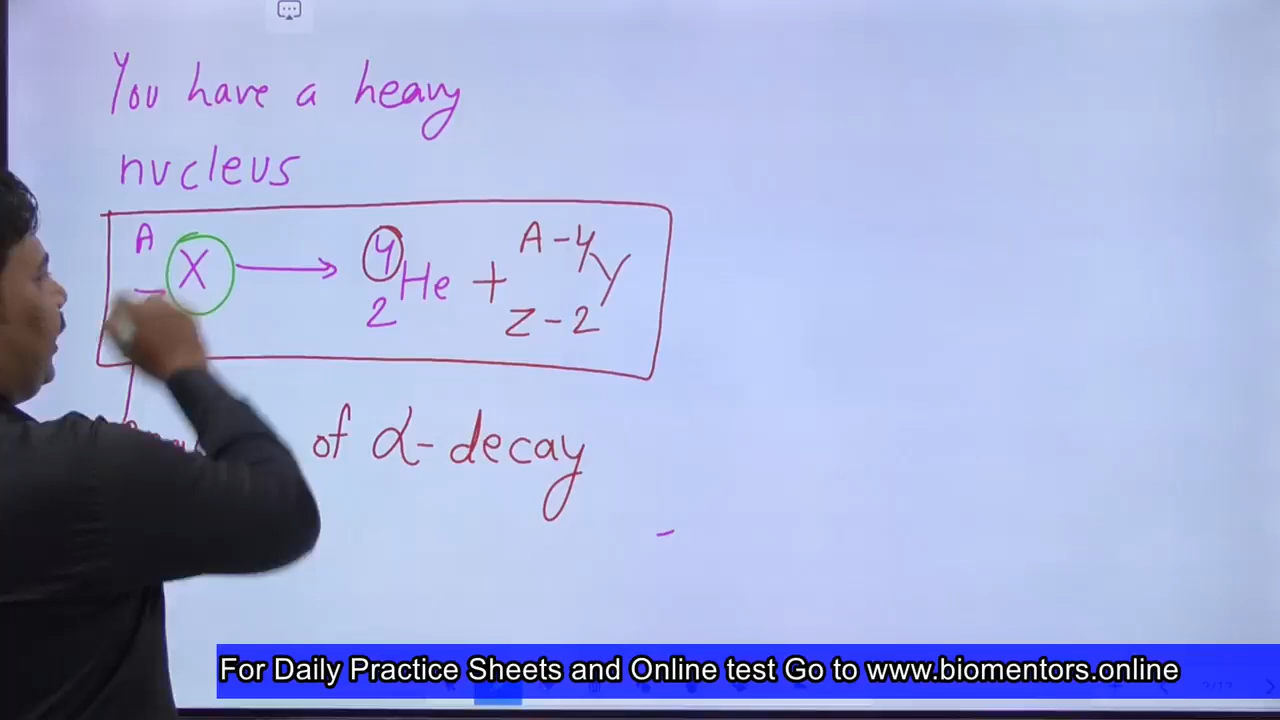 You have a heavy
nucleus
A X → 4 2 He + A-4 Z-2 Y
of α-decay
For Daily Practice Sheets and Online test Go to www.biomentors.online